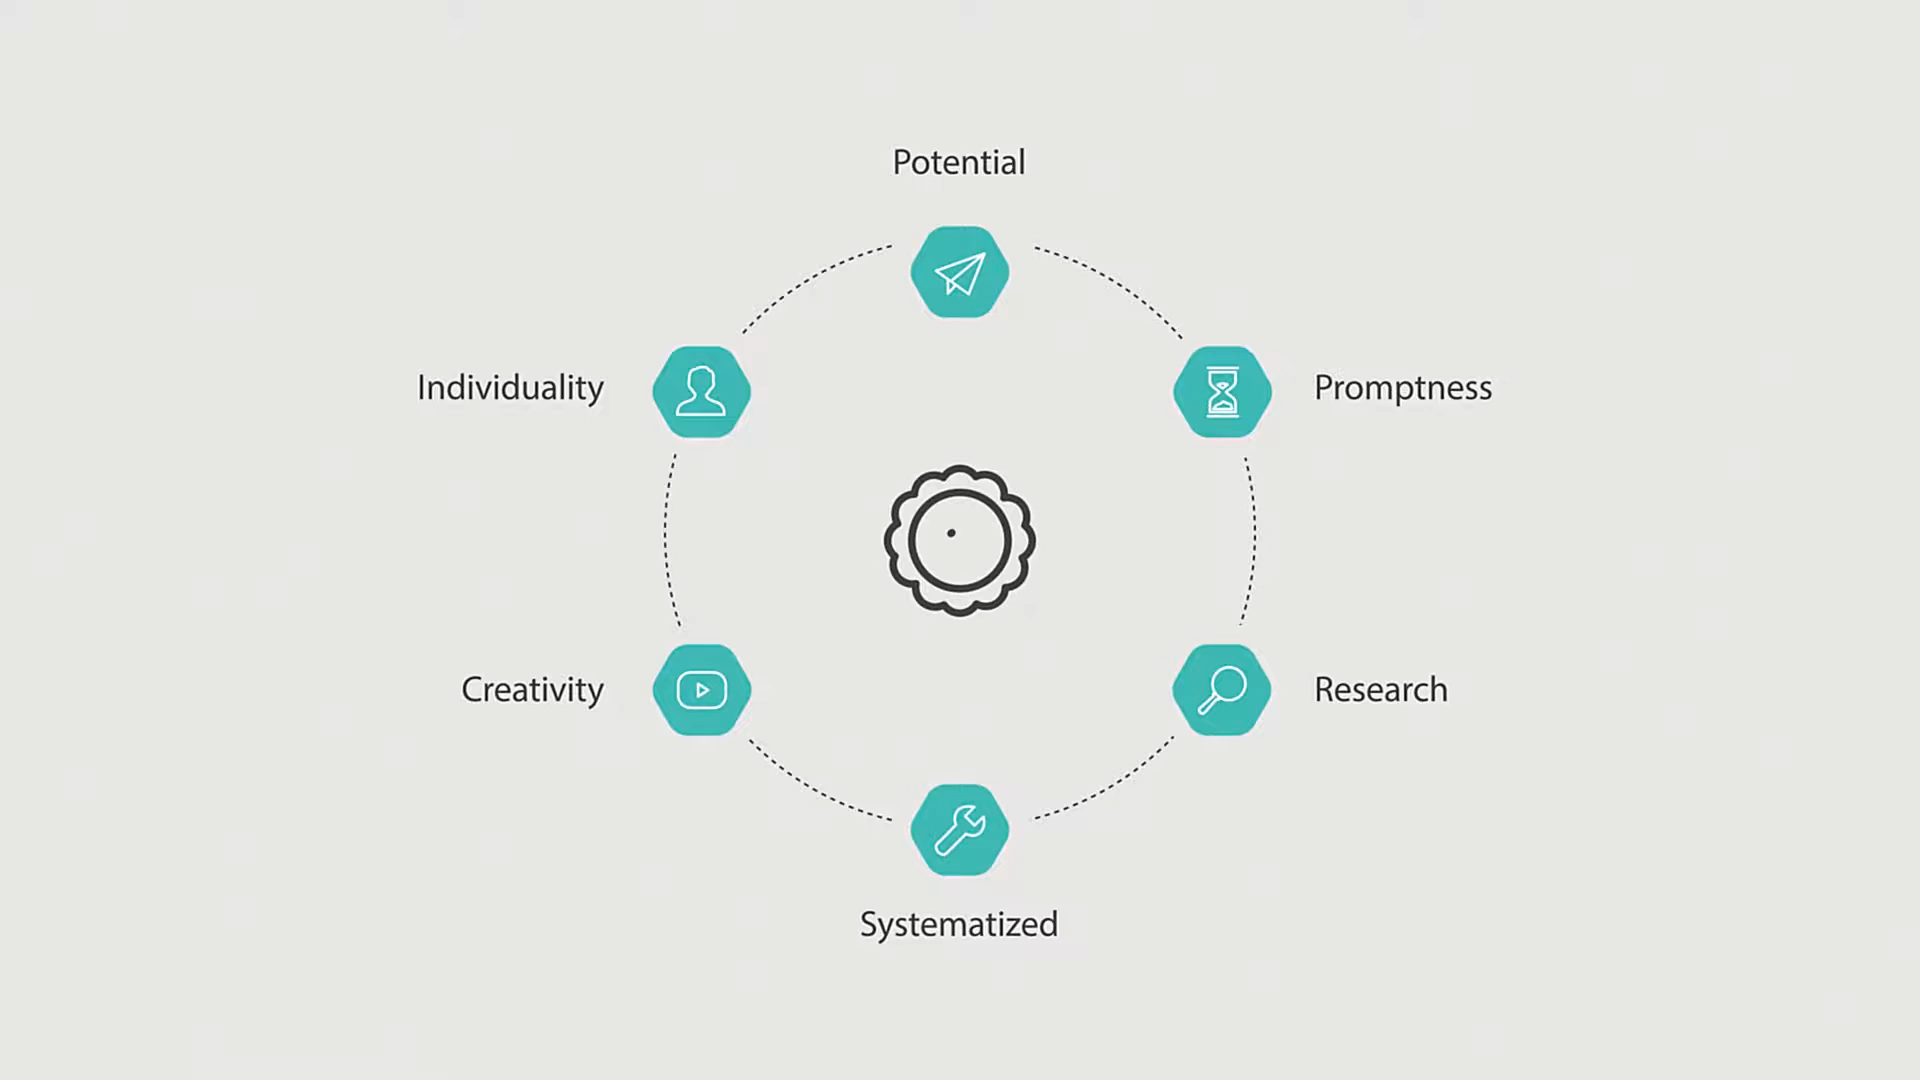 Potential
Individuality
Promptness
Creativity
Research
Systematized